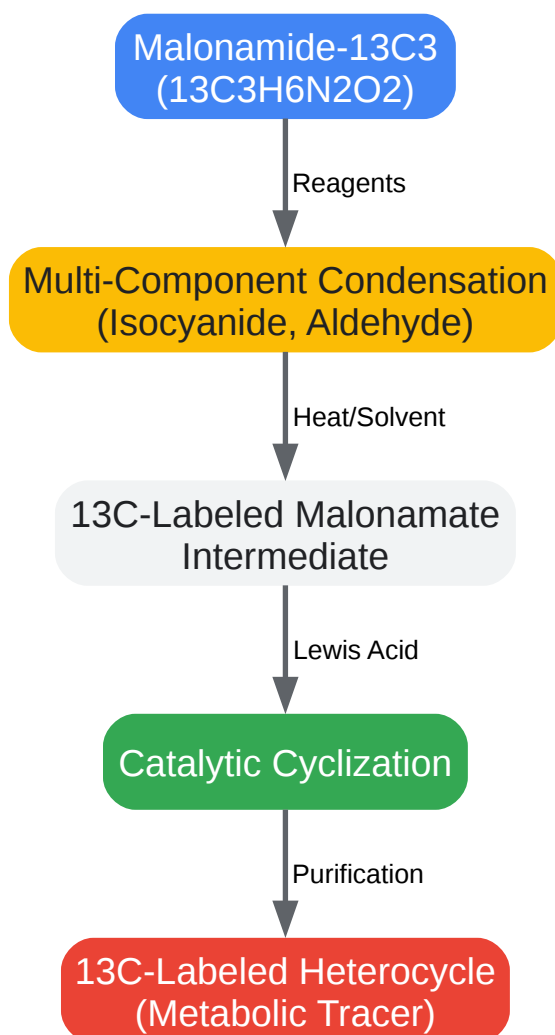 Malonamide-13C3
(13C3H6N2O2)
Reagents
Multi-Component Condensation
(Isocyanide, Aldehyde)
Heat/Solvent
13C-Labeled Malonamate
Intermediate
Lewis Acid
Catalytic Cyclization
Purification
13C-Labeled Heterocycle
(Metabolic Tracer)